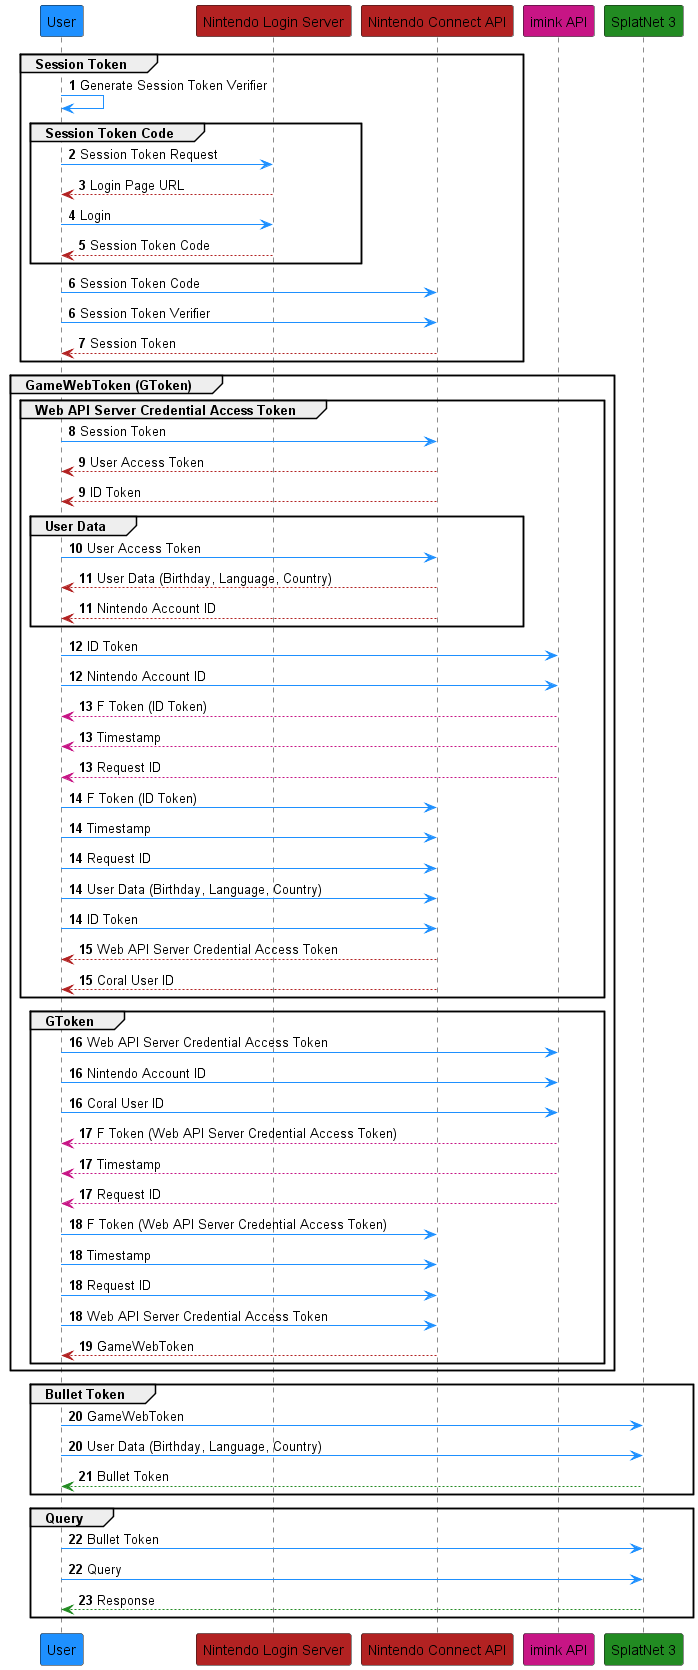 User
Nintendo Login Server
Nintendo Connect API
imink API
SplatNet 3
Session Token
1 Generate Session Token Verifier
Session Token Code
2 Session Token Request
3 Login Page URL
4 Login
5 Session Token Code
6 Session Token Code
6 Session Token Verifier
7 Session Token
GameWebToken (GToken)
Web API Server Credential Access Token
8 Session Token
9 User Access Token
9 ID Token
User Data
10 User Access Token
11 User Data (Birthday, Language, Country)
11 Nintendo Account ID
12 ID Token
12 Nintendo Account ID
13 F Token (ID Token)
13 Timestamp
13 Request ID
14 F Token (ID Token)
14 Timestamp
14 Request ID
14 User Data (Birthday, Language, Country)
14 ID Token
15 Web API Server Credential Access Token
15 Coral User ID
GToken
16 Web API Server Credential Access Token
16 Nintendo Account ID
16 Coral User ID
17 F Token (Web API Server Credential Access Token)
17 Timestamp
17 Request ID
18 F Token (Web API Server Credential Access Token)
18 Timestamp
18 Request ID
18 Web API Server Credential Access Token
19 GameWebToken
Bullet Token
20 GameWebToken
20 User Data (Birthday, Language, Country)
21 Bullet Token
Query
22 Bullet Token
22 Query
23 Response
User
Nintendo Login Server
Nintendo Connect API
imink API
SplatNet 3